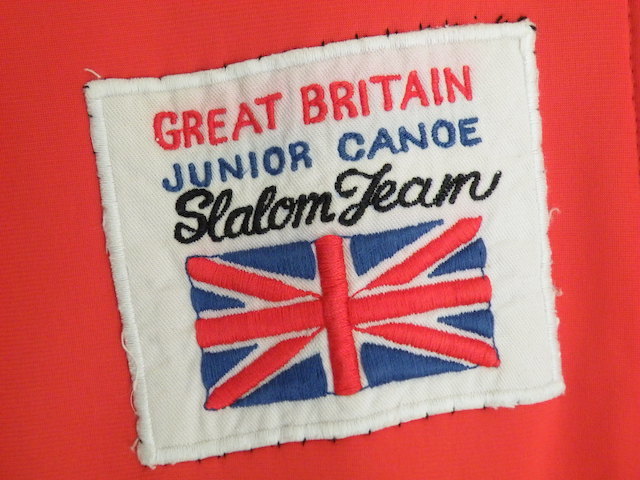 GREAT BRITAIN
JUNIOR CANOE
Slalom Team